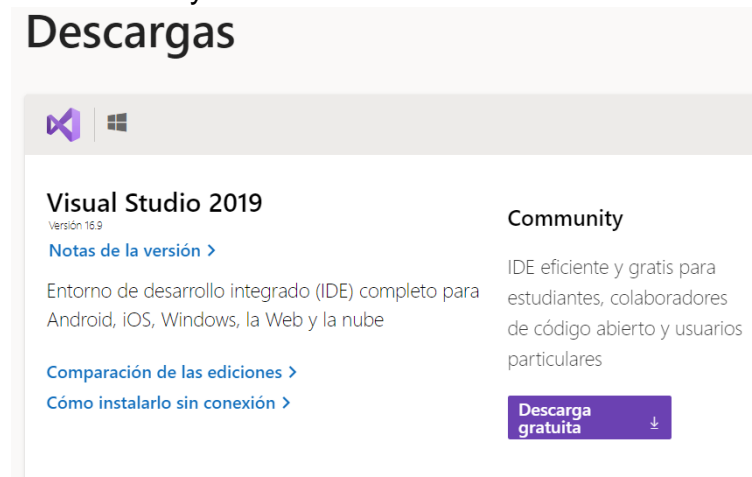 Descargas
Visual Studio 2019
Versión 16.9
Notas de la versión >
Entorno de desarrollo integrado (IDE) completo para
Android, iOS, Windows, la Web y la nube
Comparación de las ediciones >
Cómo instalarlo sin conexión >
Community
IDE eficiente y gratis para
estudiantes, colaboradores
de código abierto y usuarios
particulares
Descarga
gratuita